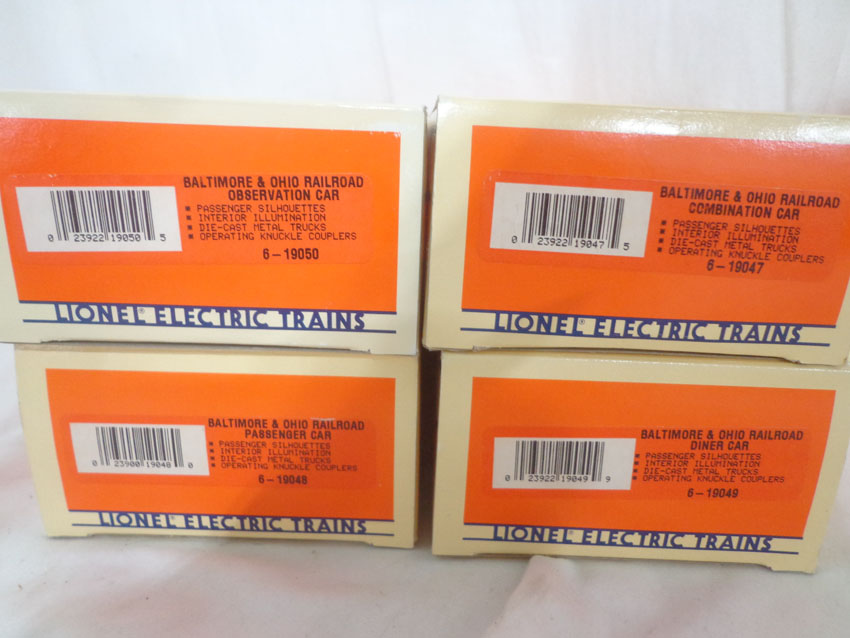 BALTIMORE & OHIO RAILROAD
OBSERVATION CAR
▪ PASSENGER SILHOUETTES
▪ INTERIOR ILLUMINATION
▪ DIE-CAST METAL TRUCKS
▪ OPERATING KNUCKLE COUPLERS
6-19050
0 23922 19050 5
LIONEL® ELECTRIC TRAINS
BALTIMORE & OHIO RAILROAD
COMBINATION CAR
▪ PASSENGER SILHOUETTES
▪ INTERIOR ILLUMINATION
▪ DIE-CAST METAL TRUCKS
▪ OPERATING KNUCKLE COUPLERS
6-19047
0 23922 19047 5
LIONEL® ELECTRIC TRAINS
BALTIMORE & OHIO RAILROAD
PASSENGER CAR
▪ PASSENGER SILHOUETTES
▪ INTERIOR ILLUMINATION
▪ DIE-CAST METAL TRUCKS
▪ OPERATING KNUCKLE COUPLERS
6-19048
0 23900 19048 0
LIONEL® ELECTRIC TRAINS
BALTIMORE & OHIO RAILROAD
DINER CAR
▪ PASSENGER SILHOUETTES
▪ INTERIOR ILLUMINATION
▪ DIE-CAST METAL TRUCKS
▪ OPERATING KNUCKLE COUPLERS
6-19049
0 23922 19049 9
LIONEL® ELECTRIC TRAINS